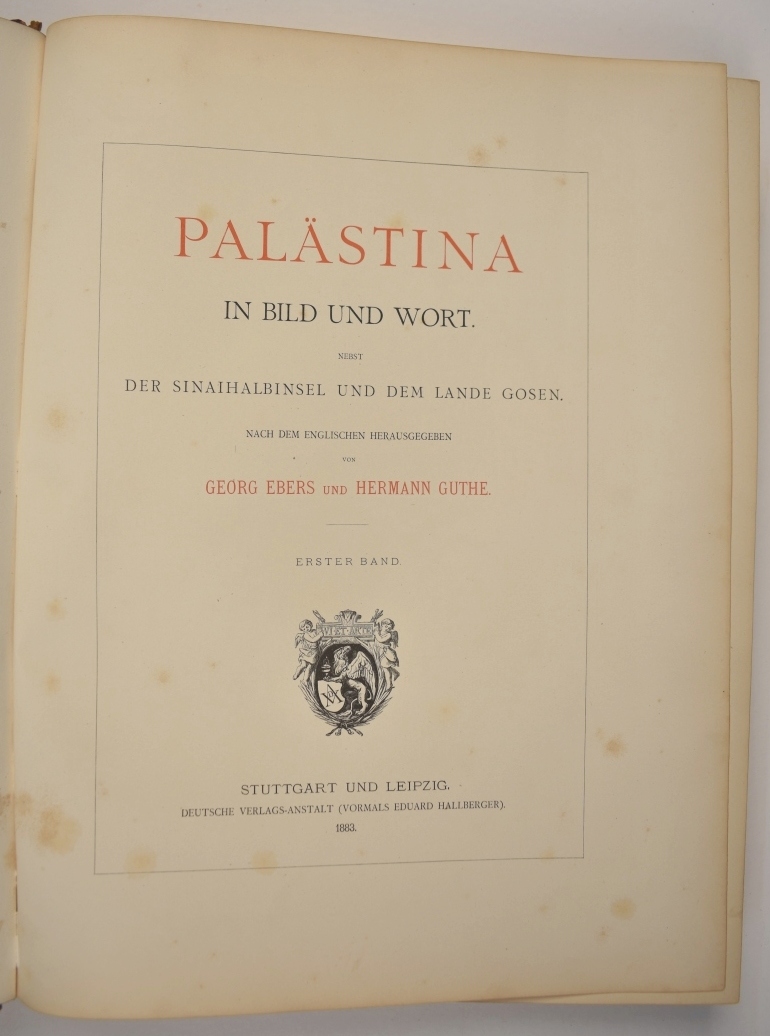 PALÄSTINA
IN BILD UND WORT.
NEBST
DER SINAIHALBINSEL UND DEM LANDE GOSEN.
NACH DEM ENGLISCHEN HERAUSGEGEBEN
VON
GEORG EBERS UND HERMANN GUTHE.
ERSTER BAND.
STUTTGART UND LEIPZIG,
DEUTSCHE VERLAGS-ANSTALT (VORMALS EDUARD HALLBERGER).
1883.